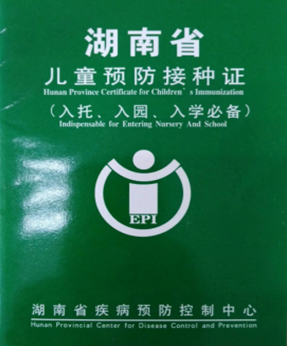 湖南省
儿童预防接种证
Hunan Province Certificate for Children`s Immunization
（入托、入园、入学必备）
Indispensable for Entering Nursery And School
EPI
湖南省疾病预防控制中心
Hunan Provincial Center for Disease Control and Prevention